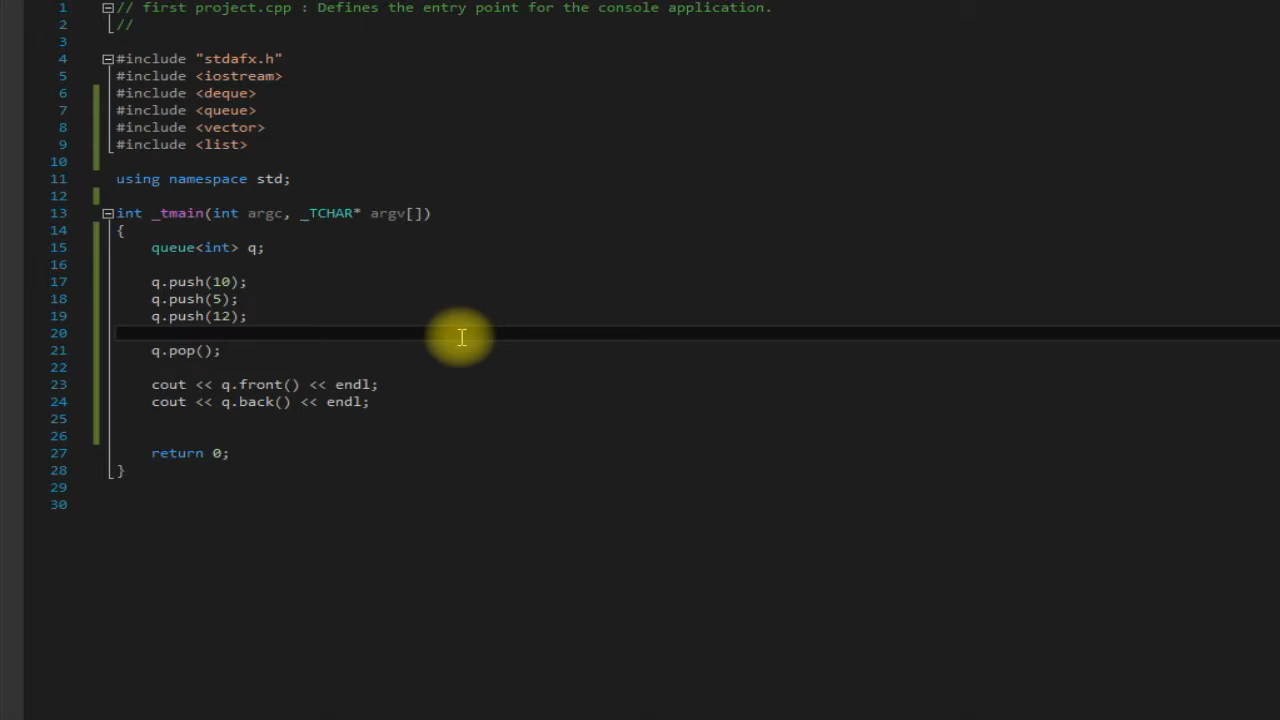 1 // first project.cpp : Defines the entry point for the console application.
2 //
3
4 #include "stdafx.h"
5 #include <iostream>
6 #include <deque>
7 #include <queue>
8 #include <vector>
9 #include <list>
10
11 using namespace std;
12
13 int _tmain(int argc, _TCHAR* argv[])
14 {
15 queue<int> q;
16
17 q.push(10);
18 q.push(5);
19 q.push(12);
20
21 q.pop();
22
23 cout << q.front() << endl;
24 cout << q.back() << endl;
25
26
27 return 0;
28 }
29
30